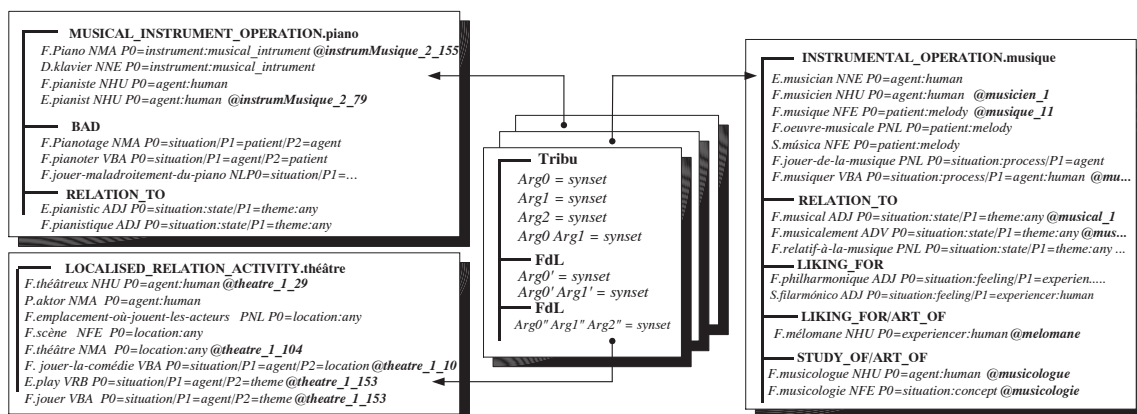 MUSICAL_INSTRUMENT_OPERATION.piano
F.Piano NMA P0=instrument:musical_intrument @instrumMusique_2_155
D.klavier NNE P0=instrument:musical_intrument
F.pianiste NHU P0=agent:human
E.pianist NHU P0=agent:human @instrumMusique_2_79
BAD
F.Pianotage NMA P0=situation/P1=patient/P2=agent
F.pianoter VBA P0=situation/P1=agent/P2=patient
F.jouer-maladroitement-du-piano NLP0=situation/P1=...
RELATION_TO
E.pianistic ADJ P0=situation:state/P1=theme:any
F.pianistique ADJ P0=situation:state/P1=theme:any
LOCALISED_RELATION_ACTIVITY.théâtre
F.théâtreux NHU P0=agent:human @theatre_1_29
P.aktor NMA P0=agent:human
F.emplacement-où-jouent-les-acteurs PNL P0=location:any
F.scène NFE P0=location:any
F.théâtre NMA P0=location:any @theatre_1_104
F. jouer-la-comédie VBA P0=situation/P1=agent/P2=location @theatre_1_10
E.play VRB P0=situation/P1=agent/P2=theme @theatre_1_153
F.jouer VBA P0=situation/P1=agent/P2=theme @theatre_1_153
Tribu
Arg0 = synset
Arg1 = synset
Arg2 = synset
Arg0 Arg1 = synset
FdL
Arg0' = synset
Arg0' Arg1' = synset
FdL
Arg0" Arg1" Arg2" = synset
INSTRUMENTAL_OPERATION.musique
E.musician NNE P0=agent:human
F.musicien NHU P0=agent:human @musicien_1
F.musique NFE P0=patient:melody @musique_11
F.oeuvre-musicale PNL P0=patient:melody
S.música NFE P0=patient:melody
F.jouer-de-la-musique PNL P0=situation:process/P1=agent
F.musiquer VBA P0=situation:process/P1=agent:human @mu...
RELATION_TO
F.musical ADJ P0=situation:state/P1=theme:any @musical_1
F.musicalement ADV P0=situation:state/P1=theme:any @mus...
F.relatif-à-la-musique PNL P0=situation:state/P1=theme:any ...
LIKING_FOR
F.philharmonique ADJ P0=situation:feeling/P1=experien.....
S.filarmónico ADJ P0=situation:feeling/P1=experiencer:human
LIKING_FOR/ART_OF
F.mélomane NHU P0=experiencer:human @melomane
STUDY_OF/ART_OF
F.musicologue NHU P0=agent:human @musicologue
F.musicologie NFE P0=situation:concept @musicologie